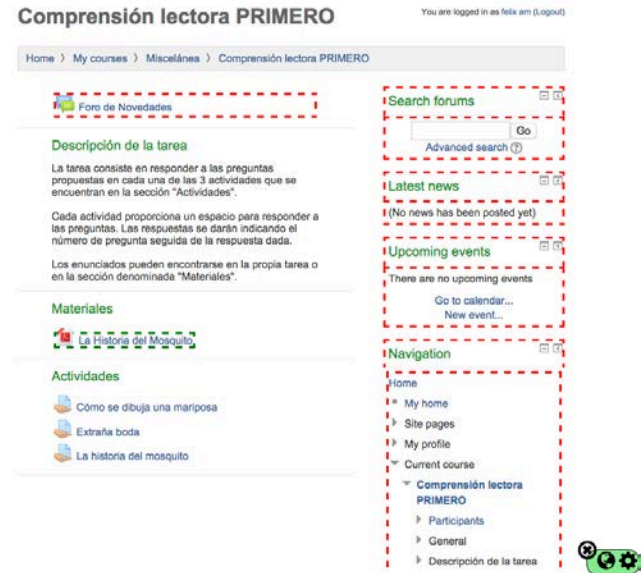 Comprensión lectora PRIMERO
You are logged in as felix am (Logout)
Home
My courses
Miscelánea
Comprensión lectora PRIMERO
Foro de Novedades
Descripción de la tarea
La tarea consiste en responder a las preguntas
propuestas en cada una de las 3 actividades que se
encuentran en la sección "Actividades".
Cada actividad proporciona un espacio para responder a
las preguntas. Las respuestas se darán indicando el
número de pregunta seguida de la respuesta dada.
Los enunciados pueden encontrarse en la propia tarea o
en la sección denominada "Materiales".
Materiales
La Historia del Mosquito
Actividades
Cómo se dibuja una mariposa
Extraña boda
La historia del mosquito
Search forums
Go
Advanced search
Latest news
(No news has been posted yet)
Upcoming events
There are no upcoming events
Go to calendar...
New event...
Navigation
Home
My home
Site pages
My profile
Current course
Comprensión lectora
PRIMERO
Participants
General
Descripción de la tarea